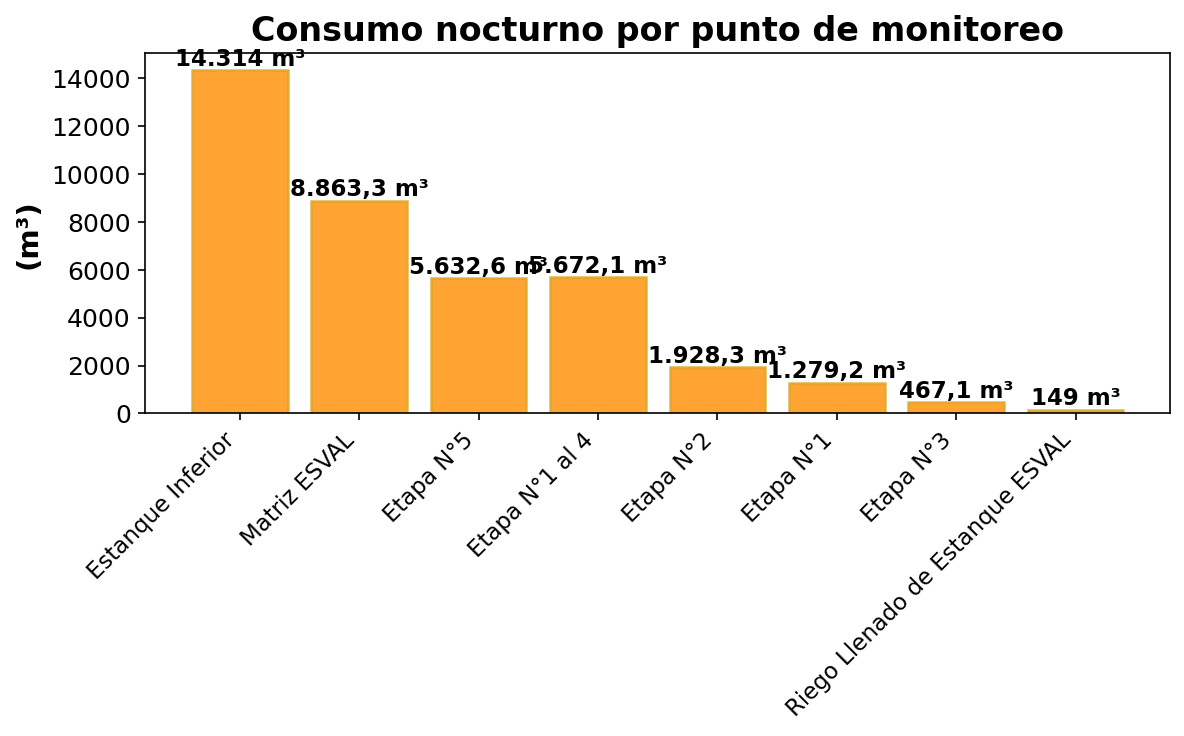 Consumo nocturno por punto de monitoreo
(m³)
14000
12000
10000
8000
6000
4000
2000
0
14.314 m³
8.863,3 m³
5.632,6 m³
5.672,1 m³
1.928,3 m³
1.279,2 m³
467,1 m³
149 m³
Estanque Inferior
Matriz ESVAL
Etapa N°5
Etapa N°1 al 4
Etapa N°2
Etapa N°1
Etapa N°3
Riego Llenado de Estanque ESVAL